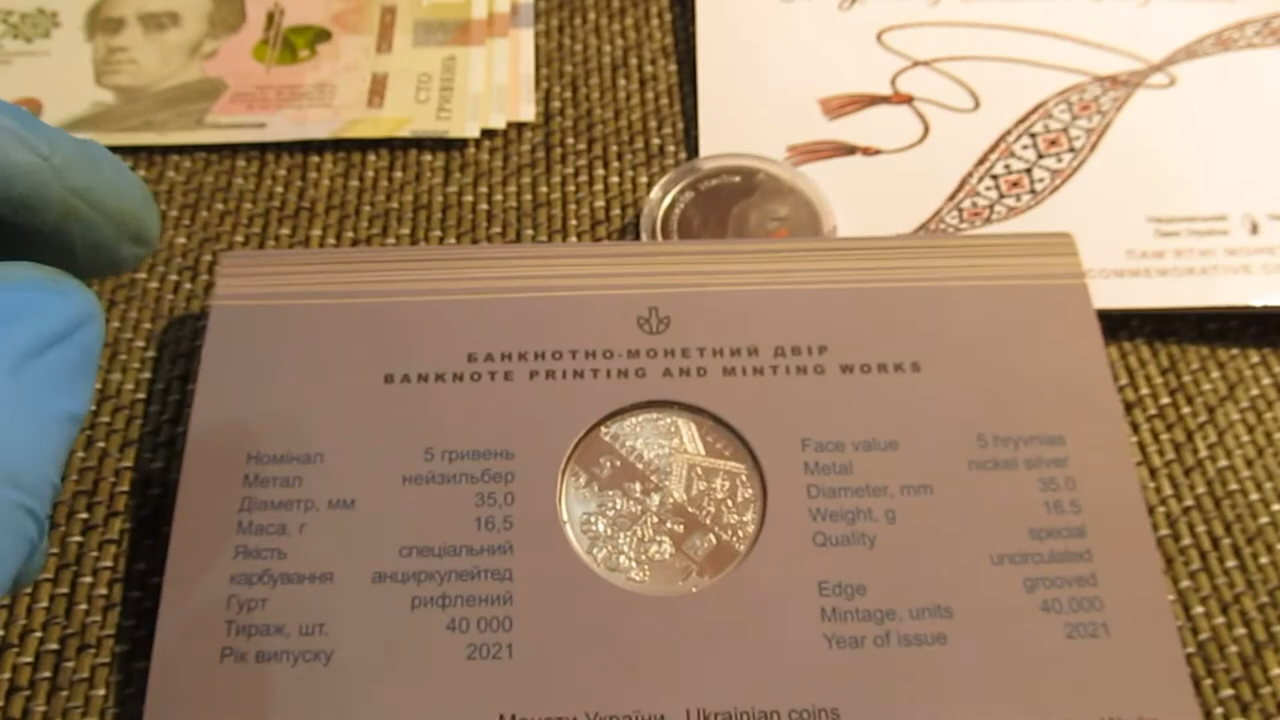 СТО
ГРИВЕНЬ
ПАМ'ЯТНІ МОНЕ
COMMEMORATIVE C
БАНКНОТНО-МОНЕТНИЙ ДВІР
BANKNOTE PRINTING AND MINTING WORKS
Номінал 5 гривень
Метал нейзильбер
Діаметр, мм 35,0
Маса, г 16,5
Якість спеціальний
карбування анциркулейтед
Гурт рифлений
Тираж, шт. 40 000
Рік випуску 2021
Face value 5 hryvnias
Metal nickel silver
Diameter, mm 35.0
Weight, g 16.5
Quality special
uncirculated
Edge grooved
Mintage, units 40,000
Year of issue 2021
Монети України Ukrainian coins